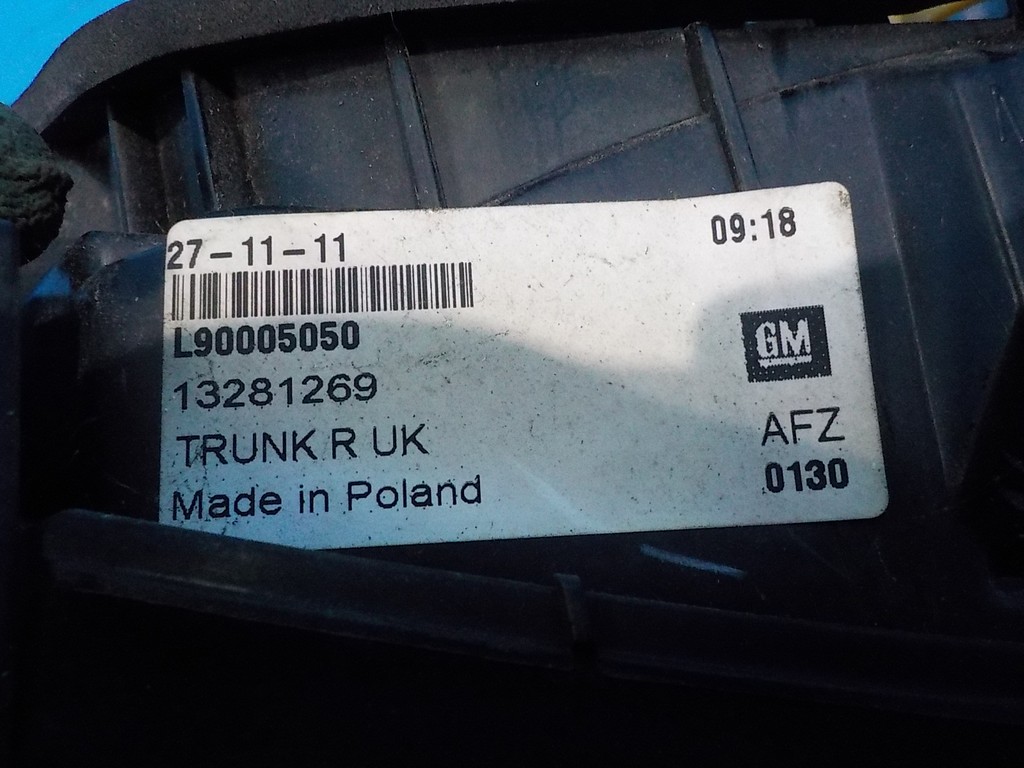 27-11-11 09:18
L90005050
GM
13281269
TRUNK R UK AFZ
Made in Poland 0130